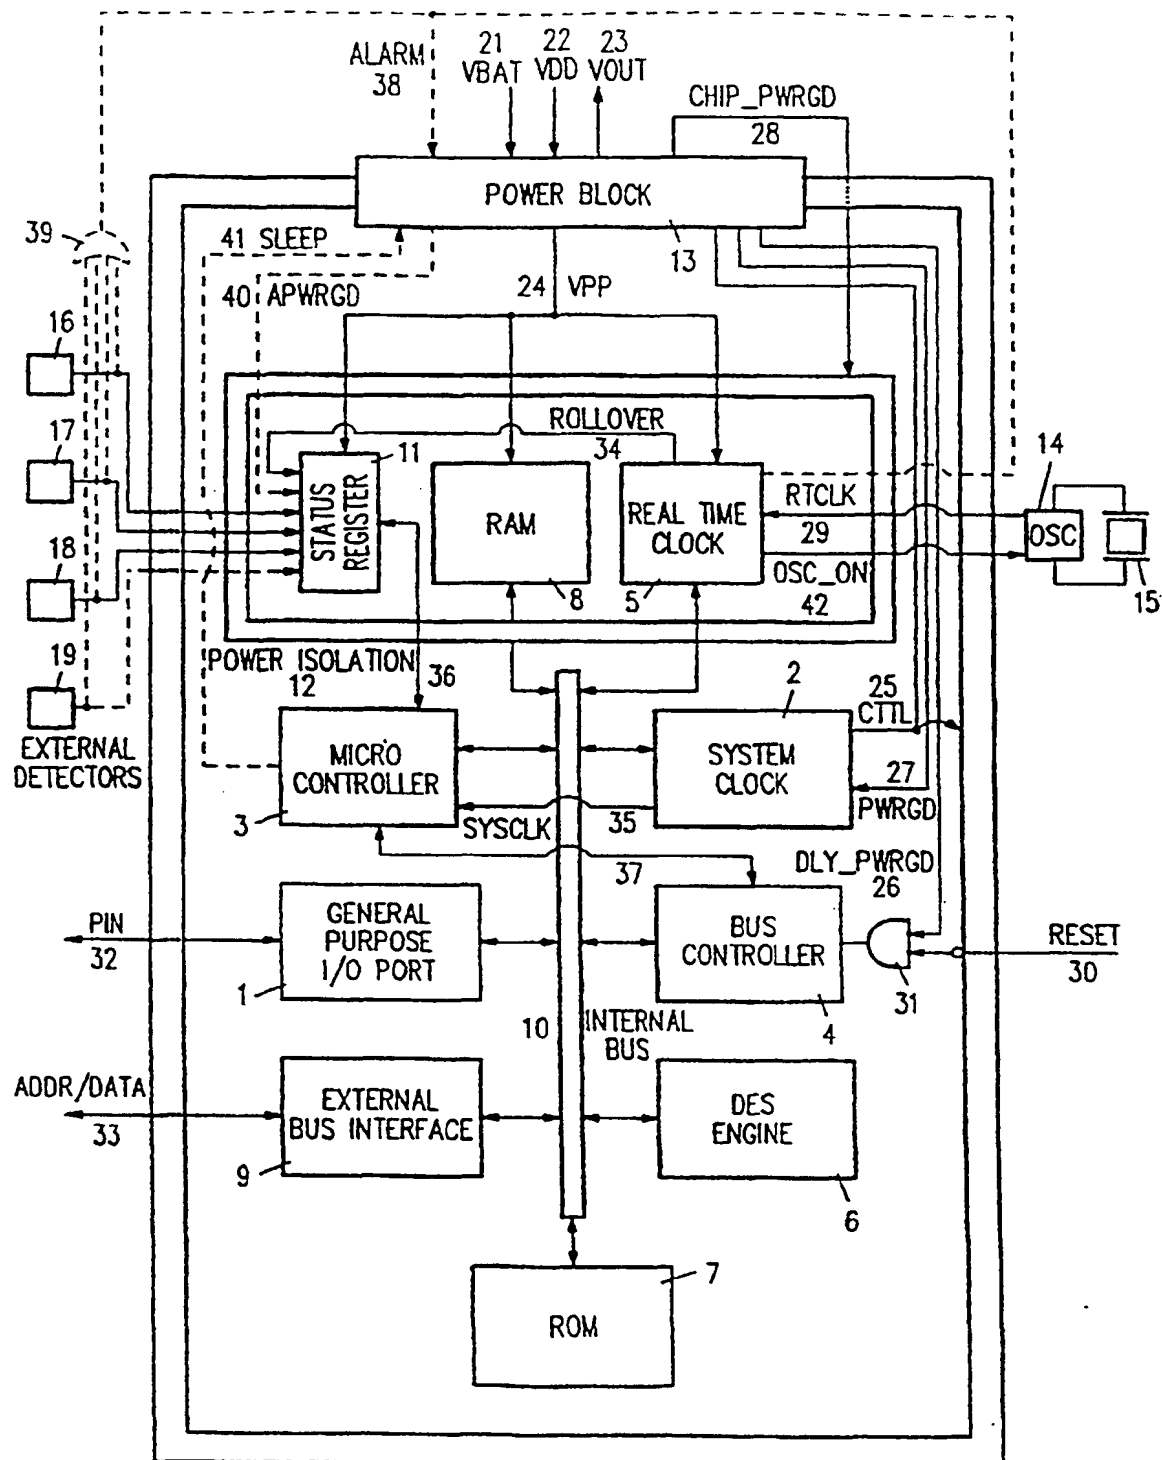 ALARM
38
21
VBAT
22
VDD
23
VOUT
CHIP_PWRGD
28
POWER BLOCK
13
39
41 SLEEP
40 APWRGD
24 VPP
16
17
18
19
EXTERNAL
DETECTORS
ROLLOVER
34
11
STATUS
REGISTER
RAM
8
REAL TIME
CLOCK
5
RTCLK
29
OSC_ON
42
14
OSC
15
POWER ISOLATION
12
36
MICRO
CONTROLLER
3
2
SYSTEM
CLOCK
25
CTTL
27
PWRGD
SYSCLK
35
37
DLY_PWRGD
26
PIN
32
GENERAL
PURPOSE
I/O PORT
1
BUS
CONTROLLER
4
31
RESET
30
10
INTERNAL
BUS
ADDR/DATA
33
EXTERNAL
BUS INTERFACE
9
DES
ENGINE
6
7
ROM